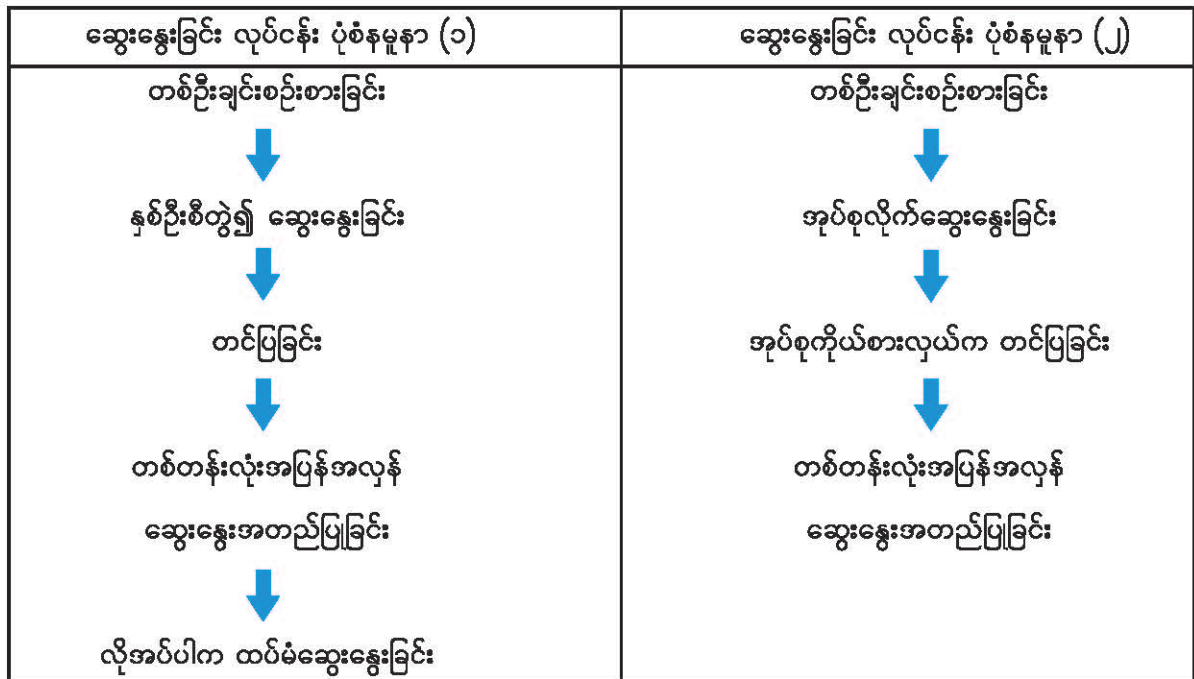 ဆွေးနွေးခြင်း လုပ်ငန်း ပုံစံနမူနာ (၁)
တစ်ဦးချင်းစဉ်းစားခြင်း
နှစ်ဦးစီတွဲ၍ ဆွေးနွေးခြင်း
တင်ပြခြင်း
တစ်တန်းလုံးအပြန်အလှန်
ဆွေးနွေးအတည်ပြုခြင်း
လိုအပ်ပါက ထပ်မံဆွေးနွေးခြင်း
ဆွေးနွေးခြင်း လုပ်ငန်း ပုံစံနမူနာ (၂)
တစ်ဦးချင်းစဉ်းစားခြင်း
အုပ်စုလိုက်ဆွေးနွေးခြင်း
အုပ်စုကိုယ်စားလှယ်က တင်ပြခြင်း
တစ်တန်းလုံးအပြန်အလှန်
ဆွေးနွေးအတည်ပြုခြင်း